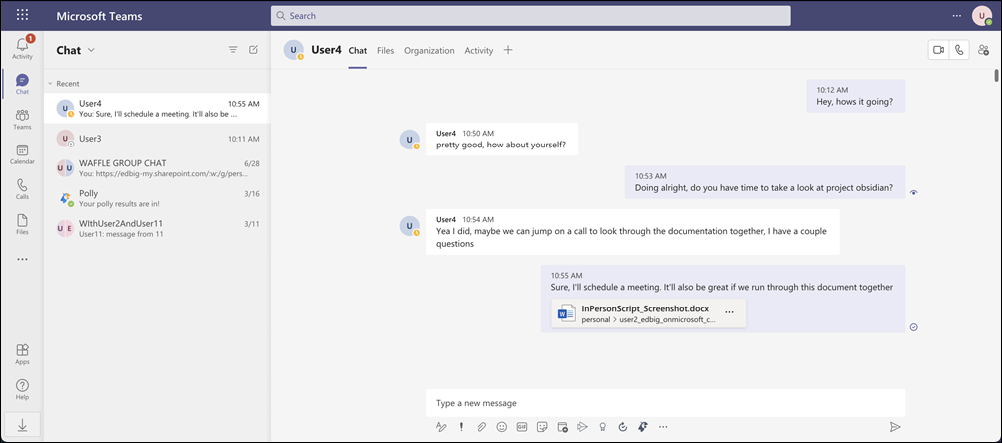 Microsoft Teams
Search
U
1
Activity
Chat
Teams
Calendar
Calls
Files
Apps
Help
Chat
Recent
U
User4
10:55 AM
You: Sure, I'll schedule a meeting. It'll also be ...
U
User3
10:11 AM
U U
WAFFLE GROUP CHAT
6/28
You: https://edbig-my.sharepoint.com/:w:/g/pers...
Polly
3/16
Your polly results are in!
U E
WIthUser2AndUser11
3/11
User11: message from 11
U
User4
Chat
Files
Organization
Activity
10:12 AM
Hey, hows it going?
U
User4 10:50 AM
pretty good, how about yourself?
10:53 AM
Doing alright, do you have time to take a look at project obsidian?
U
User4 10:54 AM
Yea I did, maybe we can jump on a call to look through the documentation together, I have a couple
questions
10:55 AM
Sure, I'll schedule a meeting. It'll also be great if we run through this document together
W
InPersonScript_Screenshot.docx
personal > user2_edbig_onmicrosoft_c...
Type a new message
GIF